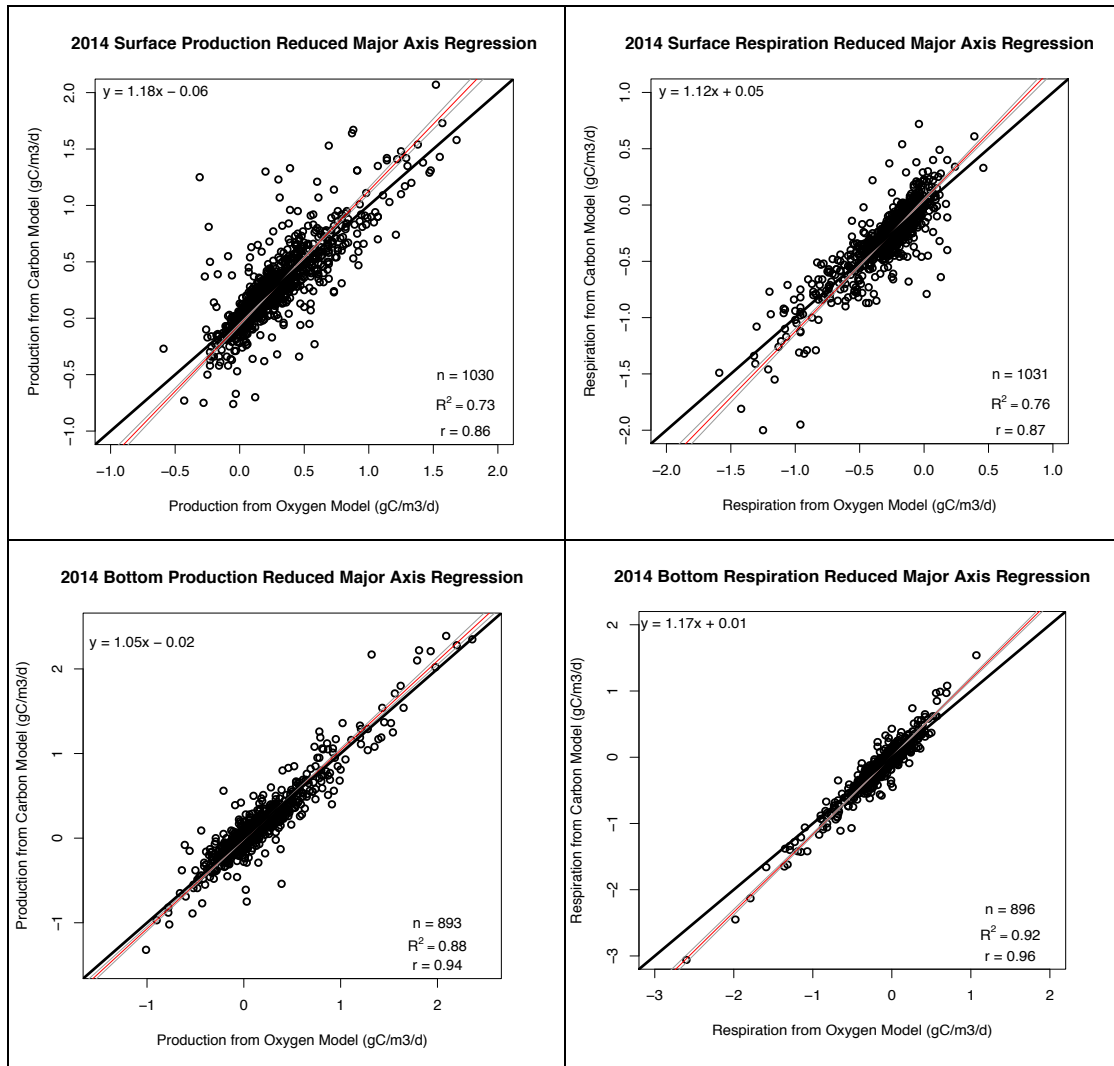 2014 Surface Production Reduced Major Axis Regression
y = 1.18x − 0.06
2.0
1.5
1.0
0.5
0.0
−0.5
−1.0
Production from Carbon Model (gC/m3/d)
n = 1030
R² = 0.73
r = 0.86
−1.0 −0.5 0.0 0.5 1.0 1.5 2.0
Production from Oxygen Model (gC/m3/d)
2014 Surface Respiration Reduced Major Axis Regression
y = 1.12x + 0.05
1.0
0.5
0.0
−0.5
−1.0
−1.5
−2.0
Respiration from Carbon Model (gC/m3/d)
n = 1031
R² = 0.76
r = 0.87
−2.0 −1.5 −1.0 −0.5 0.0 0.5 1.0
Respiration from Oxygen Model (gC/m3/d)
2014 Bottom Production Reduced Major Axis Regression
y = 1.05x − 0.02
2
1
0
−1
Production from Carbon Model (gC/m3/d)
n = 893
R² = 0.88
r = 0.94
−1 0 1 2
Production from Oxygen Model (gC/m3/d)
2014 Bottom Respiration Reduced Major Axis Regression
y = 1.17x + 0.01
2
1
0
−1
−2
−3
Respiration from Carbon Model (gC/m3/d)
n = 896
R² = 0.92
r = 0.96
−3 −2 −1 0 1 2
Respiration from Oxygen Model (gC/m3/d)